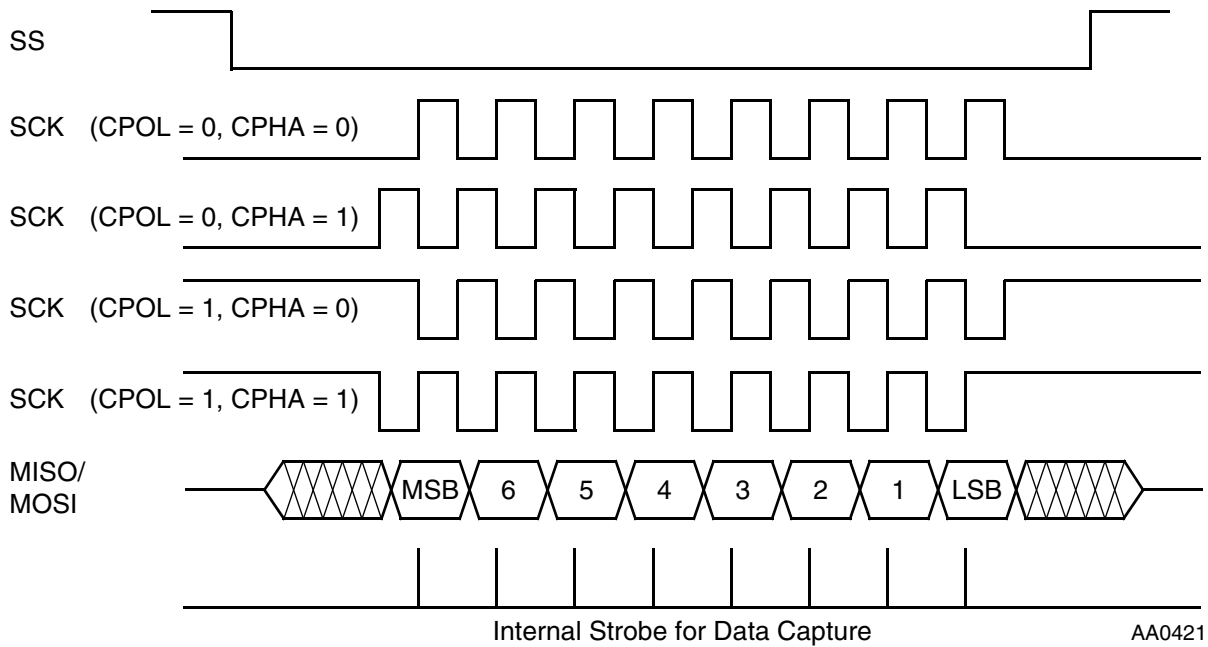 SS
SCK (CPOL = 0, CPHA = 0)
SCK (CPOL = 0, CPHA = 1)
SCK (CPOL = 1, CPHA = 0)
SCK (CPOL = 1, CPHA = 1)
MISO/
MOSI
MSB 6 5 4 3 2 1 LSB
Internal Strobe for Data Capture
AA0421